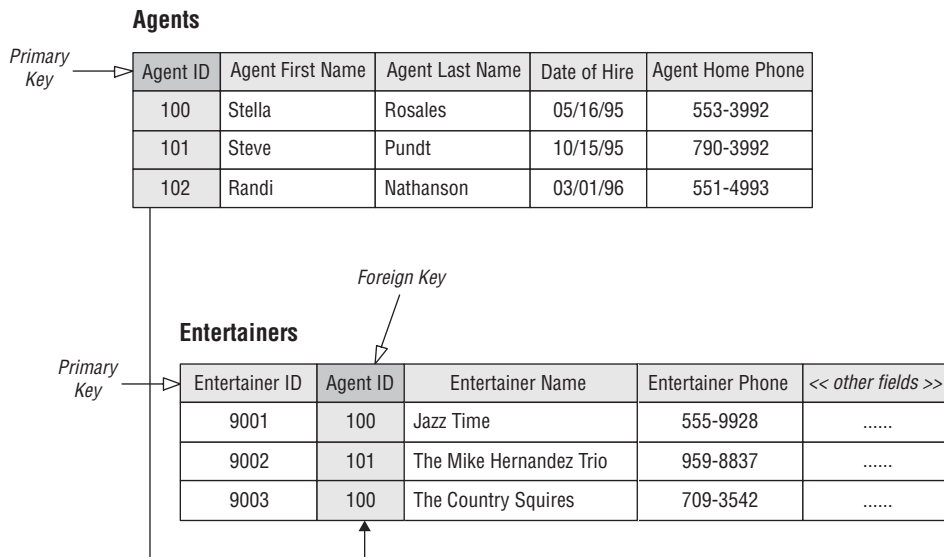 Agents
Primary Key
Agent ID Agent First Name Agent Last Name Date of Hire Agent Home Phone
100 Stella Rosales 05/16/95 553-3992
101 Steve Pundt 10/15/95 790-3992
102 Randi Nathanson 03/01/96 551-4993
Foreign Key
Entertainers
Primary Key
Entertainer ID Agent ID Entertainer Name Entertainer Phone << other fields >>
9001 100 Jazz Time 555-9928 ......
9002 101 The Mike Hernandez Trio 959-8837 ......
9003 100 The Country Squires 709-3542 ......